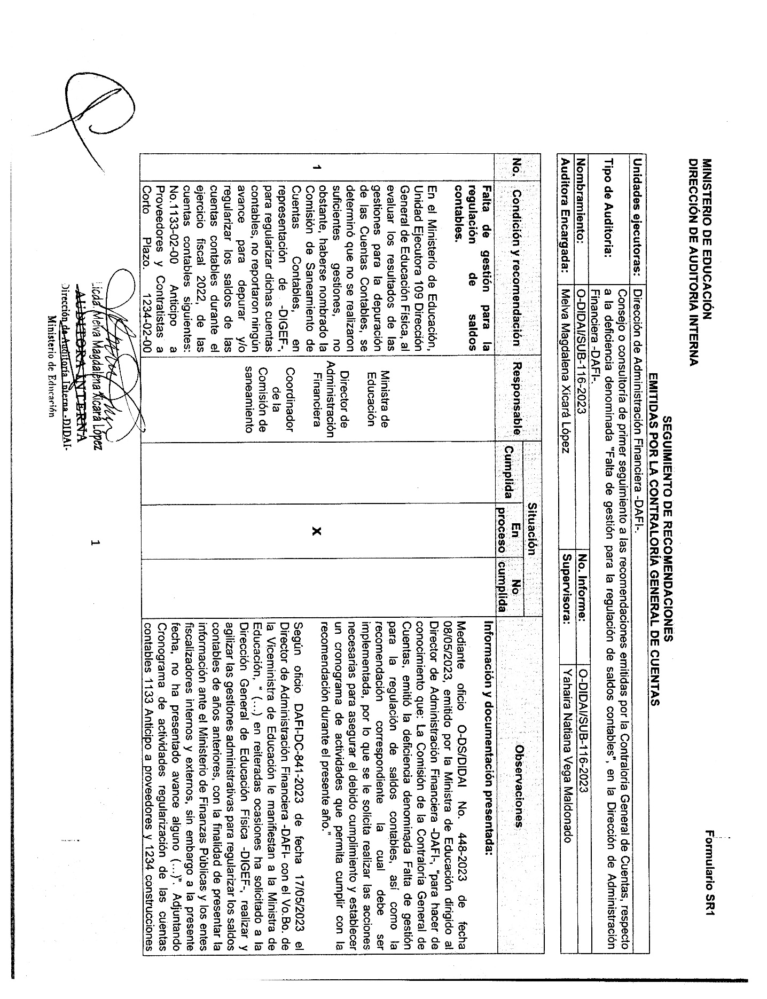 Formulario SR1
MINISTERIO DE EDUCACIÓN
DIRECCIÓN DE AUDITORIA INTERNA
SEGUIMIENTO DE RECOMENDACIONES
EMITIDAS POR LA CONTRALORÍA GENERAL DE CUENTAS
Unidades ejecutoras: Dirección de Administración Financiera -DAFI-.
Tipo de Auditoria:
Consejo o consultoría de primer seguimiento a las recomendaciones emitidas por la Contraloria General de Cuentas, respecto
a la deficiencia denominada "Falta de gestión para la regulación de saldos contables", en la Dirección de Administración
Financiera -DAFI-.
Nombramiento: O-DIDAI/SUB-116-2023 No. Informe: O-DIDAI/SUB-116-2023
Auditora Encargada: Melva Magdalena Xicará López Supervisora: Yahaira Natiana Vega Maldonado
No. Condición y recomendación Responsable Situación Observaciones
Cumplida
En
proceso
No
cumplida
1
Falta de gestión para la
regulación de saldos
contables.
En el Ministerio de Educación,
Unidad Ejecutora 109 Dirección
General de Educación Física, al
evaluar los resultados de las
gestiones para la depuración
de las Cuentas Contables, se
determinó que no se realizaron
suficientes gestiones, no
obstante, haberse nombrado la
Comisión de Saneamiento de
Cuentas Contables, en
representación de -DIGEF-,
para regularizar dichas cuentas
contables, no reportaron ningún
avance para depurar y/o
regularizar los saldos de las
cuentas contables durante el
ejercicio fiscal 2022, de las
cuentas contables siguientes:
No.1133-02-00 Anticipo a
Proveedores y Contratistas a
Corto Plazo. 1234-02-00
Ministra de
Educación
Director de
Administración
Financiera
Coordinador
de la
Comisión de
saneamiento
X
Información y documentación presentada:
Mediante oficio O-DS/DIDAI No. 448-2023 de fecha
08/05/2023, emitido por la Ministra de Educación dirigido al
Director de Administración Financiera -DAFI-, "para hacer de
conocimiento que: La Comisión de la Contraloria General de
Cuentas, emitió la deficiencia denominada Falta de gestión
para la regulación de saldos contables, así como la
recomendación correspondiente la cual debe ser
implementada, por lo que se le solicita realizar las acciones
necesarias para asegurar el debido cumplimiento y establecer
un cronograma de actividades que permita cumplir con la
recomendación durante el presente año."
Según oficio DAFI-DC-841-2023 de fecha 17/05/2023 el
Director de Administración Financiera -DAFI- con el Vo.Bo. de
la Viceministra de Educación le manifiestan a la Ministra de
Educación, " (...) en reiteradas ocasiones ha solicitado a la
Dirección General de Educación Física -DIGEF-, realizar y
agilizar las gestiones administrativas para regularizar los saldos
contables de años anteriores, con la finalidad de presentar la
información ante el Ministerio de Finanzas Públicas y los entes
fiscalizadores internos y externos, sin embargo a la presente
fecha, no ha presentado avance alguno (...)". Adjuntando
Cronograma de actividades regularización de las cuentas
contables 1133 Anticipo a proveedores y 1234 construcciones
Licda Melva Magdalena Xicará López
AUDITORA INTERNA
Dirección de Auditoría Interna -DIDAI-
Ministerio de Educación
1